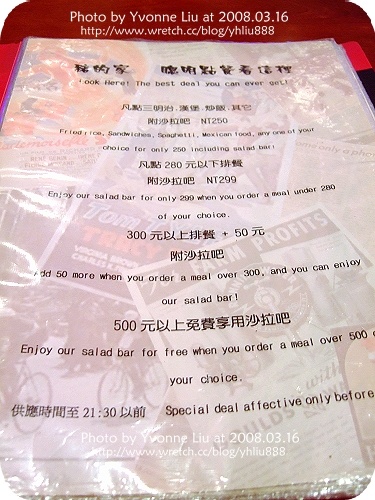 Photo by Yvonne Liu at 2008.03.16
http://www.wretch.cc/blog/yhliu888
聰明點餐看這裡
Look Here! The best deal you can ever get!
凡點三明治.漢堡.炒飯.其它
附沙拉吧 NT250
Fried rice, Sandwiches, Spaghetti, Mexican food, any one of your
choice for only 250 including salad bar!
凡點 280 元以下排餐
附沙拉吧 NT299
Enjoy our salad bar for only 299 when you order a meal under 280
of your choice.
300 元以上排餐 + 50 元
附沙拉吧
Add 50 more when you order a meal over 300, and you can enjoy
our salad bar!
500 元以上免費享用沙拉吧
Enjoy our salad bar for free when you order a meal over 500 o
your choice.
供應時間至 21:30 以前 Special deal affective only before
Photo by Yvonne Liu at 2008.03.16
http://www.wretch.cc/blog/yhliu888